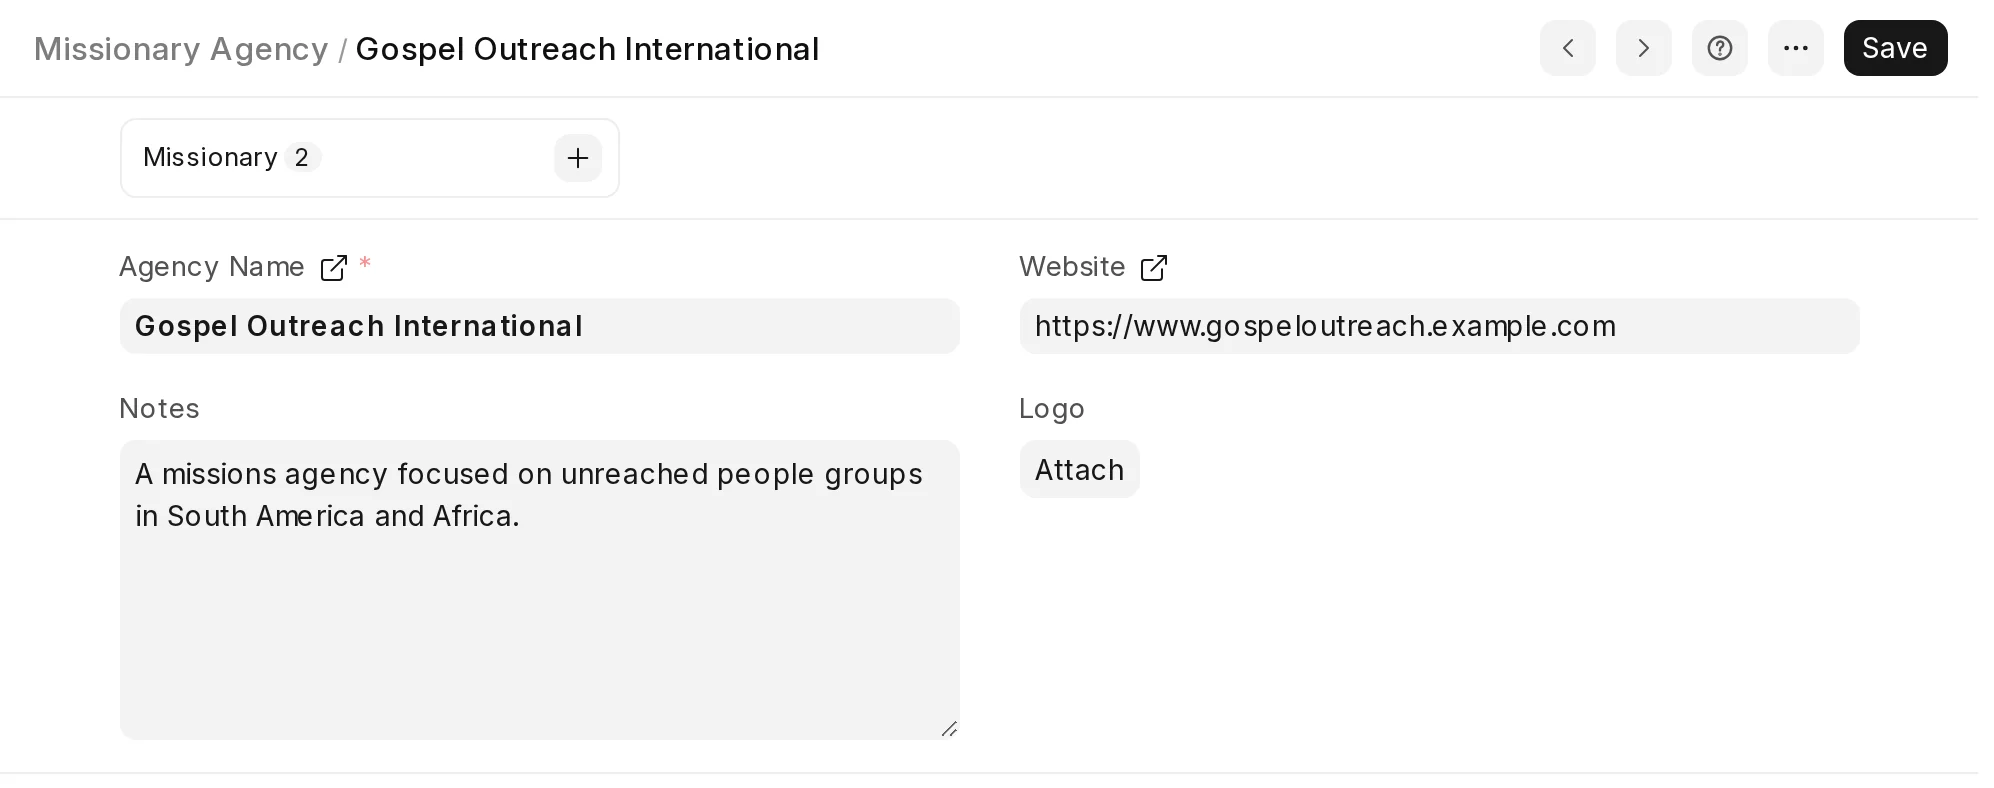 Missionary Agency / Gospel Outreach International
Save
Missionary 2
Agency Name *
Website
Gospel Outreach International
https://www.gospeloutreach.example.com
Notes
Logo
A missions agency focused on unreached people groups
in South America and Africa.
Attach